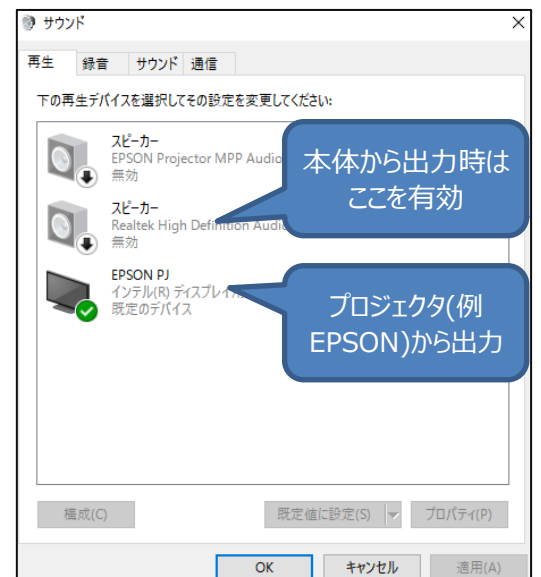 サウンド
再生 録音 サウンド 通信
下の再生デバイスを選択してその設定を変更してください:
スピーカー
EPSON Projector MPP Audio
無効
スピーカー
Realtek High Definition Audio
無効
EPSON PJ
インテル(R) ディスプレイ
既定のデバイス
本体から出力時は
ここを有効
プロジェクタ(例
EPSON)から出力
構成(C) 既定値に設定(S) プロパティ(P)
OK キャンセル 適用(A)